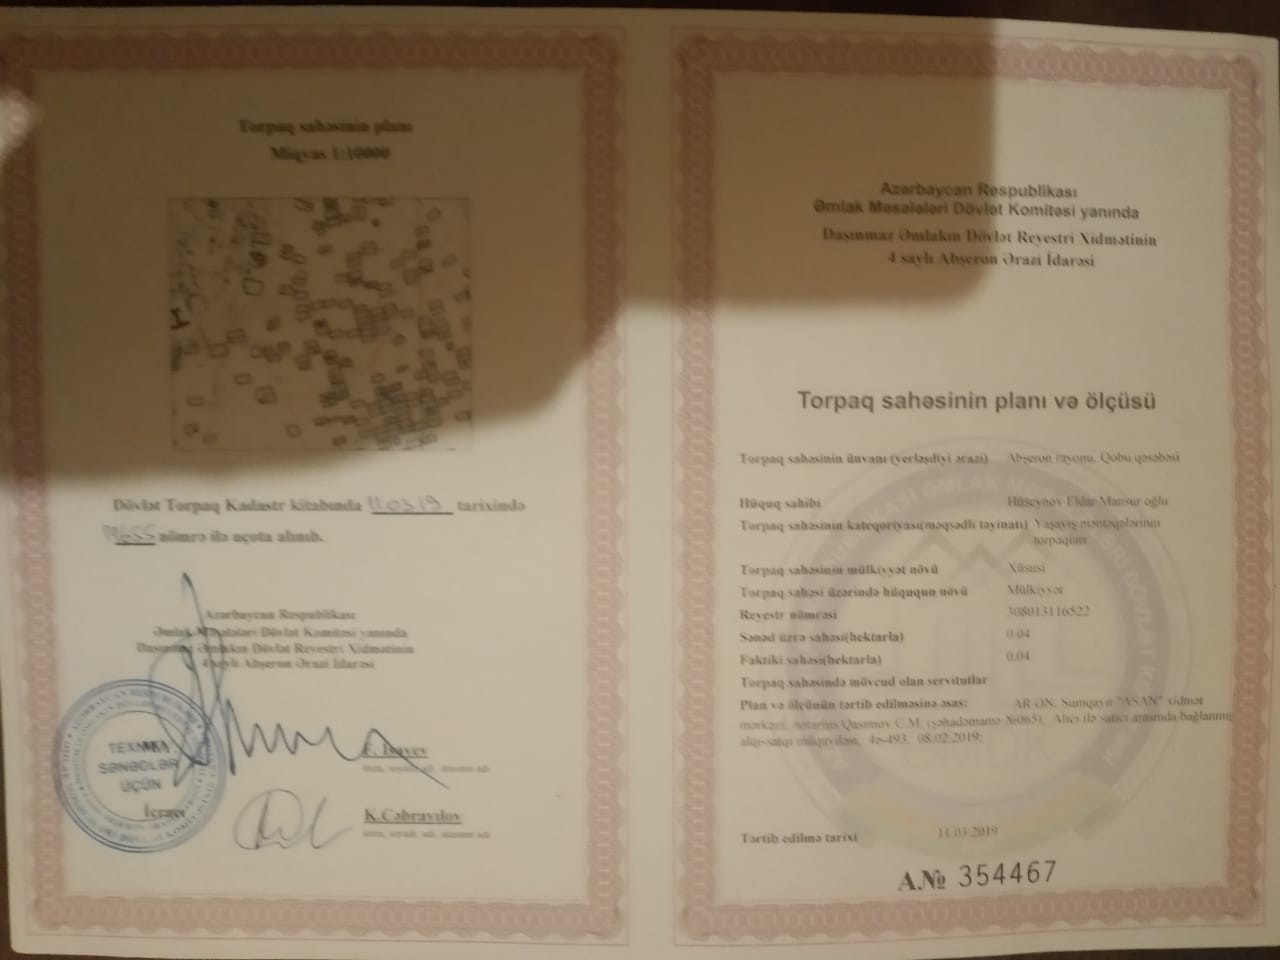 Torpaq sahəsinin planı
Miqyas 1:10000
Dövlət Torpaq Kadastr kitabında 11.03.19 tarixində
nömrə ilə uçota alınıb.
Azərbaycan Respublikası
Əmlak Məsələləri Dövlət Komitəsi yanında
Daşınmaz Əmlakın Dövlət Reyestri Xidmətinin
4 saylı Abşeron Ərazi İdarəsi
TEXNİKİ
SƏNƏDLƏR
ÜÇÜN
İcraçı
K.Cəbrayılov
Azərbaycan Respublikası
Əmlak Məsələləri Dövlət Komitəsi yanında
Daşınmaz Əmlakın Dövlət Reyestri Xidmətinin
4 saylı Abşeron Ərazi İdarəsi
Torpaq sahəsinin planı və ölçüsü
Torpaq sahəsinin ünvanı (yerləşdiyi ərazi) Abşeron rayonu, Qobu qəsəbəsi
Hüquq sahibi Hüseynov Eldar Mansur oğlu
Torpaq sahəsinin kateqoriyası(məqsədli təyinatı) Yaşayış məntəqələrinin
torpaqları
Torpaq sahəsinin mülkiyyət növü Xüsusi
Torpaq sahəsi üzərində hüququn növü Mülkiyyət
Reyestr nömrəsi 308013116522
Sənəd üzrə sahəsi(hektarla) 0.04
Faktiki sahəsi(hektarla) 0.04
Torpaq sahəsində mövcud olan servitutlar
Plan və ölçünün tərtib edilməsinə əsas: AR ƏN, Sumqayıt "ASAN" xidmət
mərkəzi, notarius Qasımov C.M. (şəhadətnamə №065), Alıcı ilə satıcı arasında bağlanmış
alqı-satqı müqaviləsi, 4ə-493, 08.02.2019;
Tərtib edilmə tarixi 11.03.2019
A.№ 354467